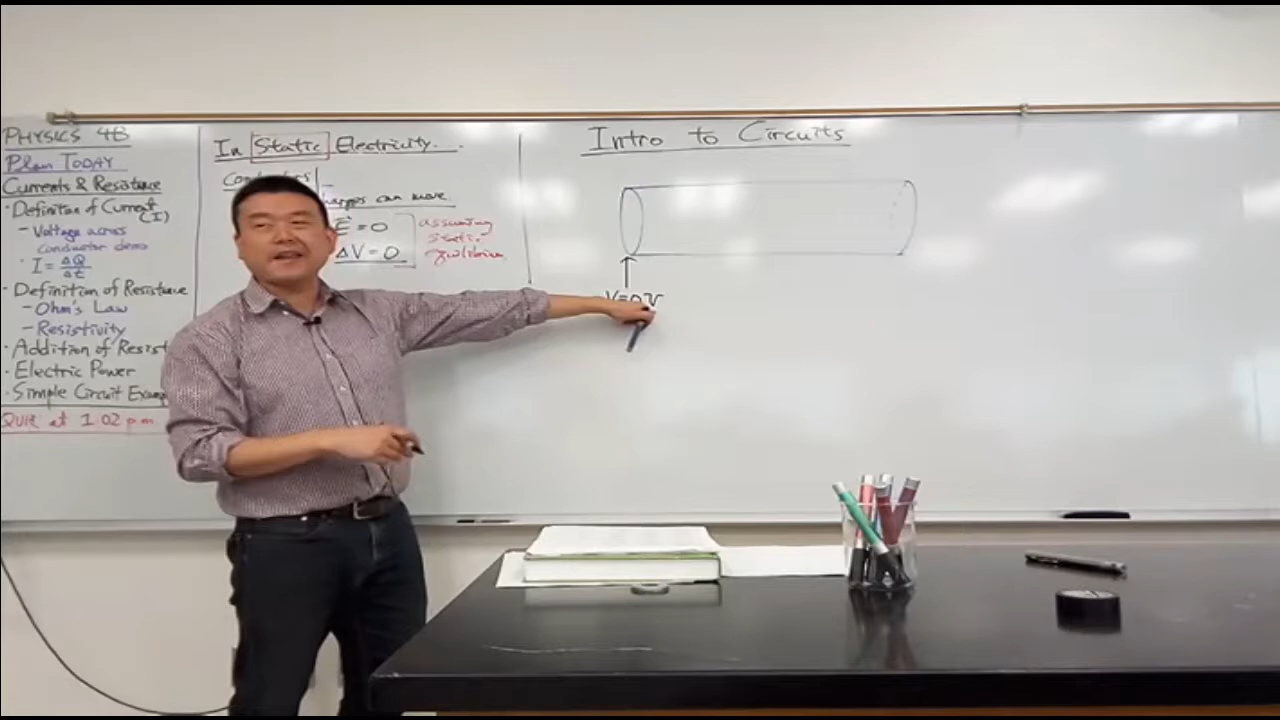 PHYSICS 4B
Plan TODAY
Currents & Resistance
• Definition of Current (I)
- Voltage across
conductor demo
• I = ΔQ/Δt
• Definition of Resistance
- Ohm's Law
- Resistivity
• Addition of Resist
• Electric Power
• Simple Circuit Examp
QUIZ at 1:02 pm
In Static Electricity.
charges can move
E⃗ = 0
ΔV = 0
assuming
static
equilibrium
Intro to Circuits
V=0V